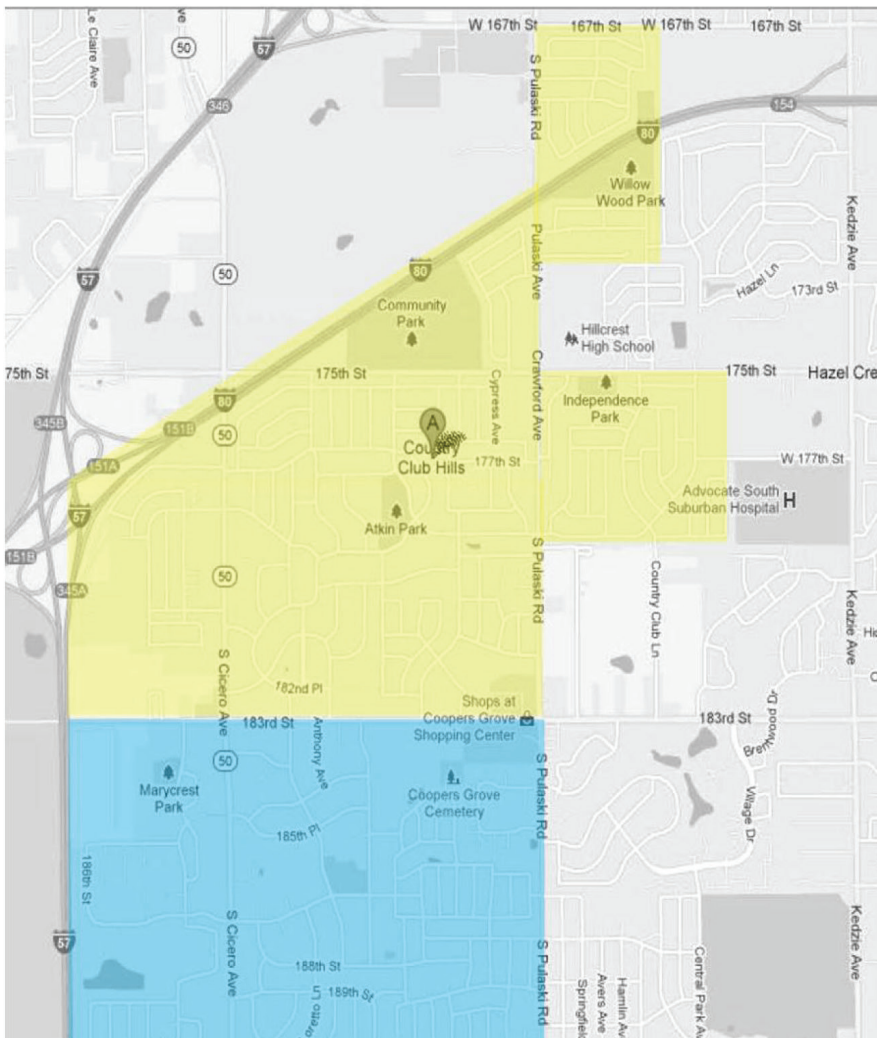 W 167th St
W 167th St
167th St
Le Claire Ave
ve
50
57
346
S Pulaski Rd
154
80
Willow
Wood Park
Kedzie Ave
Pulaski Ave
50
57
80
Community
Park
Hazel Ln
173rd St
Hillcrest
High School
75th St
175th St
Crawford Ave
175th St
Hazel Cre
Cypress Ave
Independence
Park
80
345B
151B
50
A
Country
Club Hills
177th St
W 177th St
151A
57
Advocate South
Suburban Hospital
H
Atkin Park
151B
345A
50
S Pulaski Rd
Country Club Ln
Kedzie Ave
Hi
C
S Cicero Ave
182nd Pl
Shops at
Coopers Grove
Shopping Center
183rd St
183rd St
Anthony Ave
50
Marycrest
Park
Coopers Grove
Cemetery
S Pulaski Rd
Village Dr
185th Pl
186th St
57
S Cicero Ave
188th St
189th St
S Pulaski Rd
Springfield
Avers Ave
Hamlin Av
Central Park Av
Kedzie Ave